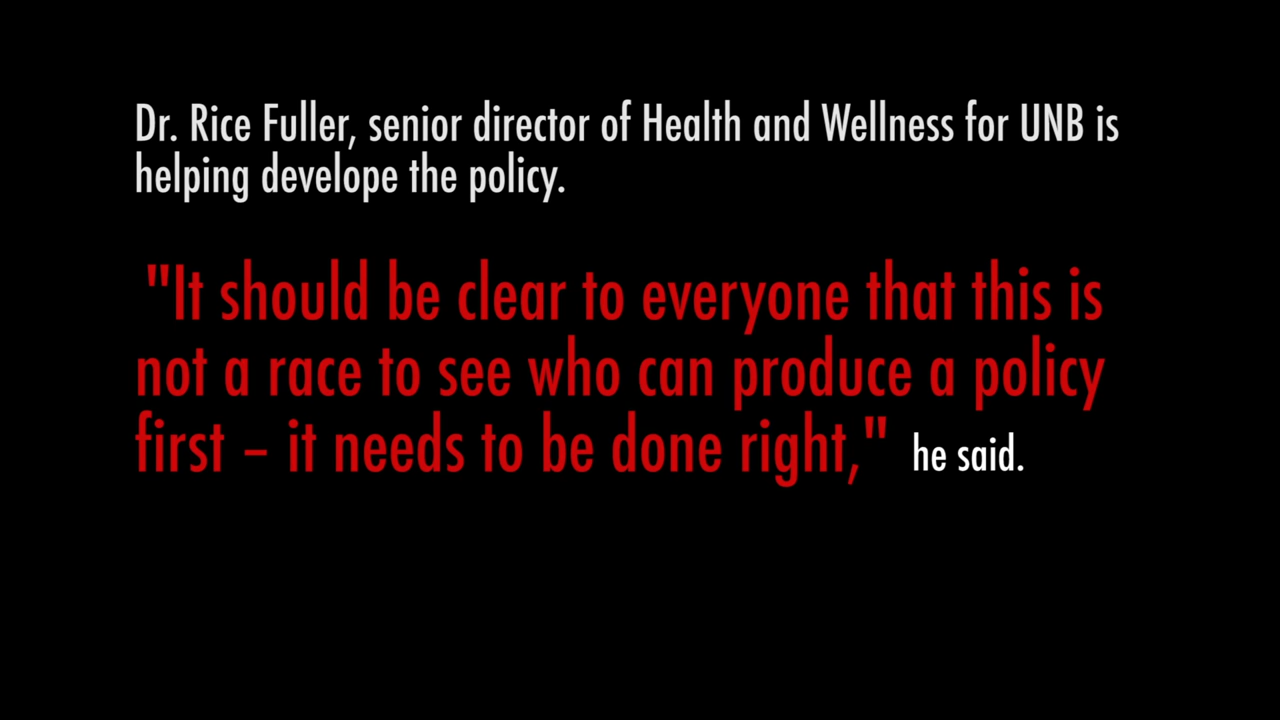 Dr. Rice Fuller, senior director of Health and Wellness for UNB is
helping develope the policy.
"It should be clear to everyone that this is
not a race to see who can produce a policy
first – it needs to be done right," he said.